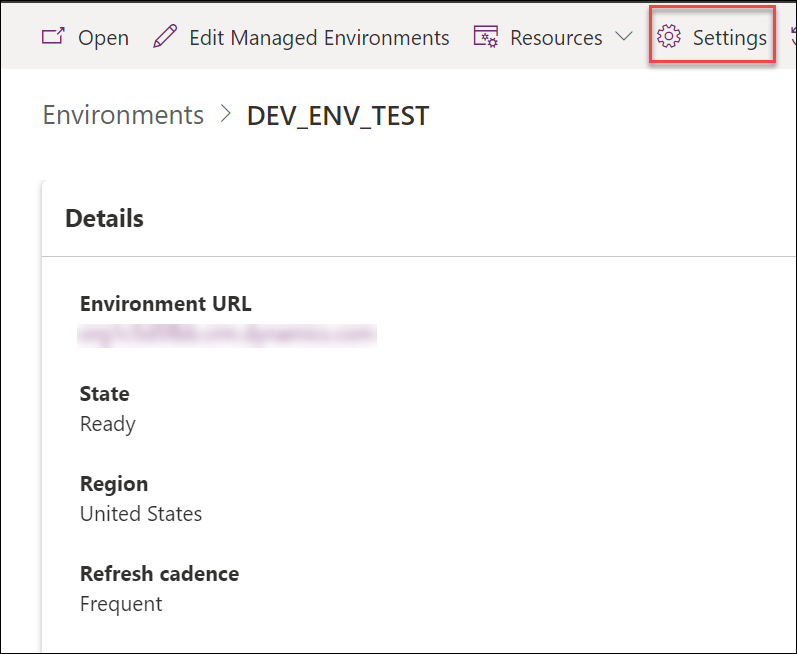 Open Edit Managed Environments Resources Settings
Environments > DEV_ENV_TEST
Details
Environment URL
State
Ready
Region
United States
Refresh cadence
Frequent